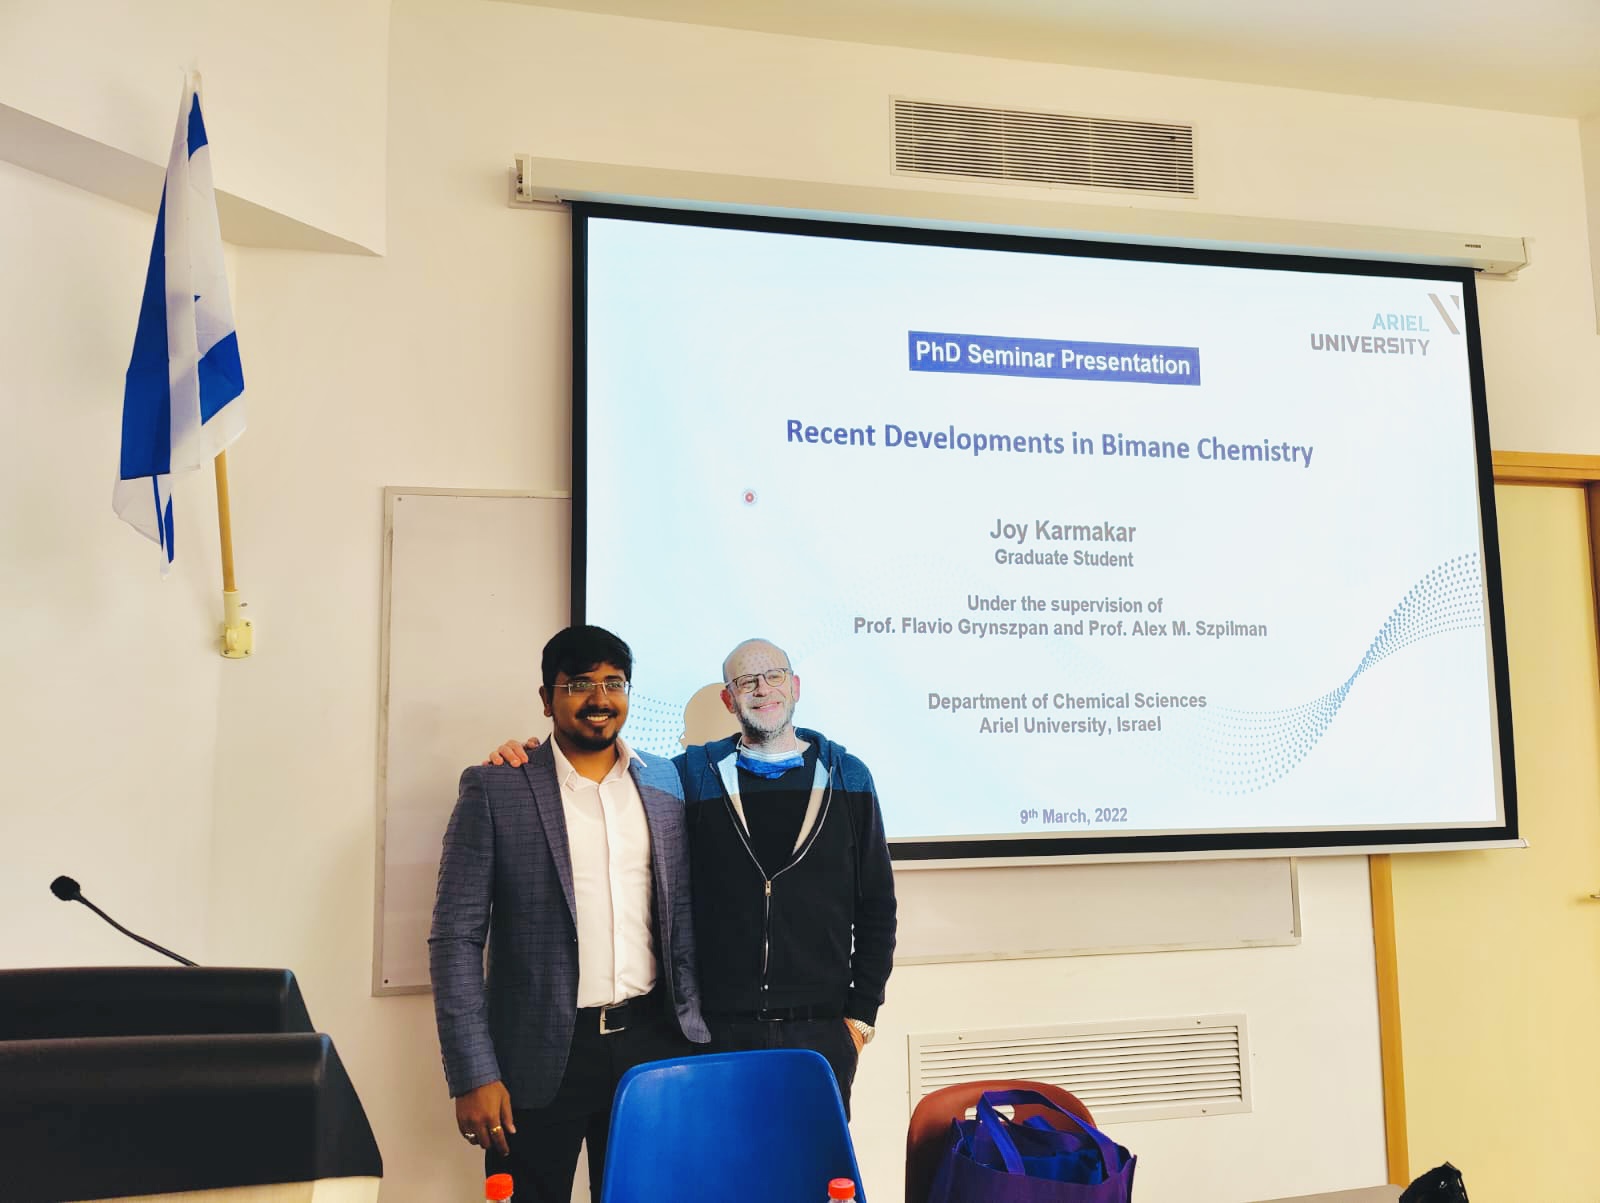 ARIEL
UNIVERSITY
PhD Seminar Presentation
Recent Developments in Bimane Chemistry
Joy Karmakar
Graduate Student
Under the supervision of
Prof. Flavio Grynszpan and Prof. Alex M. Szpilman
Department of Chemical Sciences
Ariel University, Israel
9th March, 2022